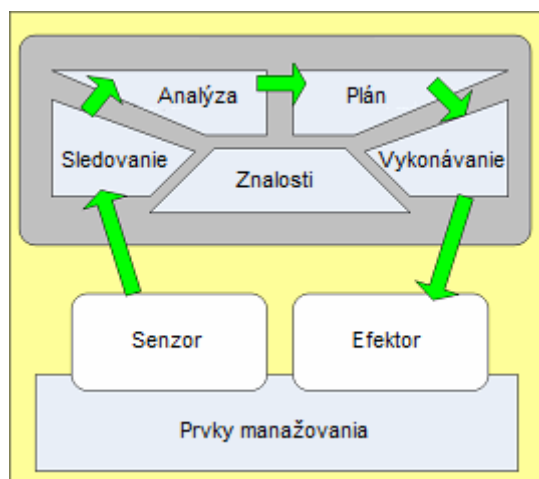 Analýza
Plán
Sledovanie
Znalosti
Vykonávanie
Senzor
Efektor
Prvky manažovania